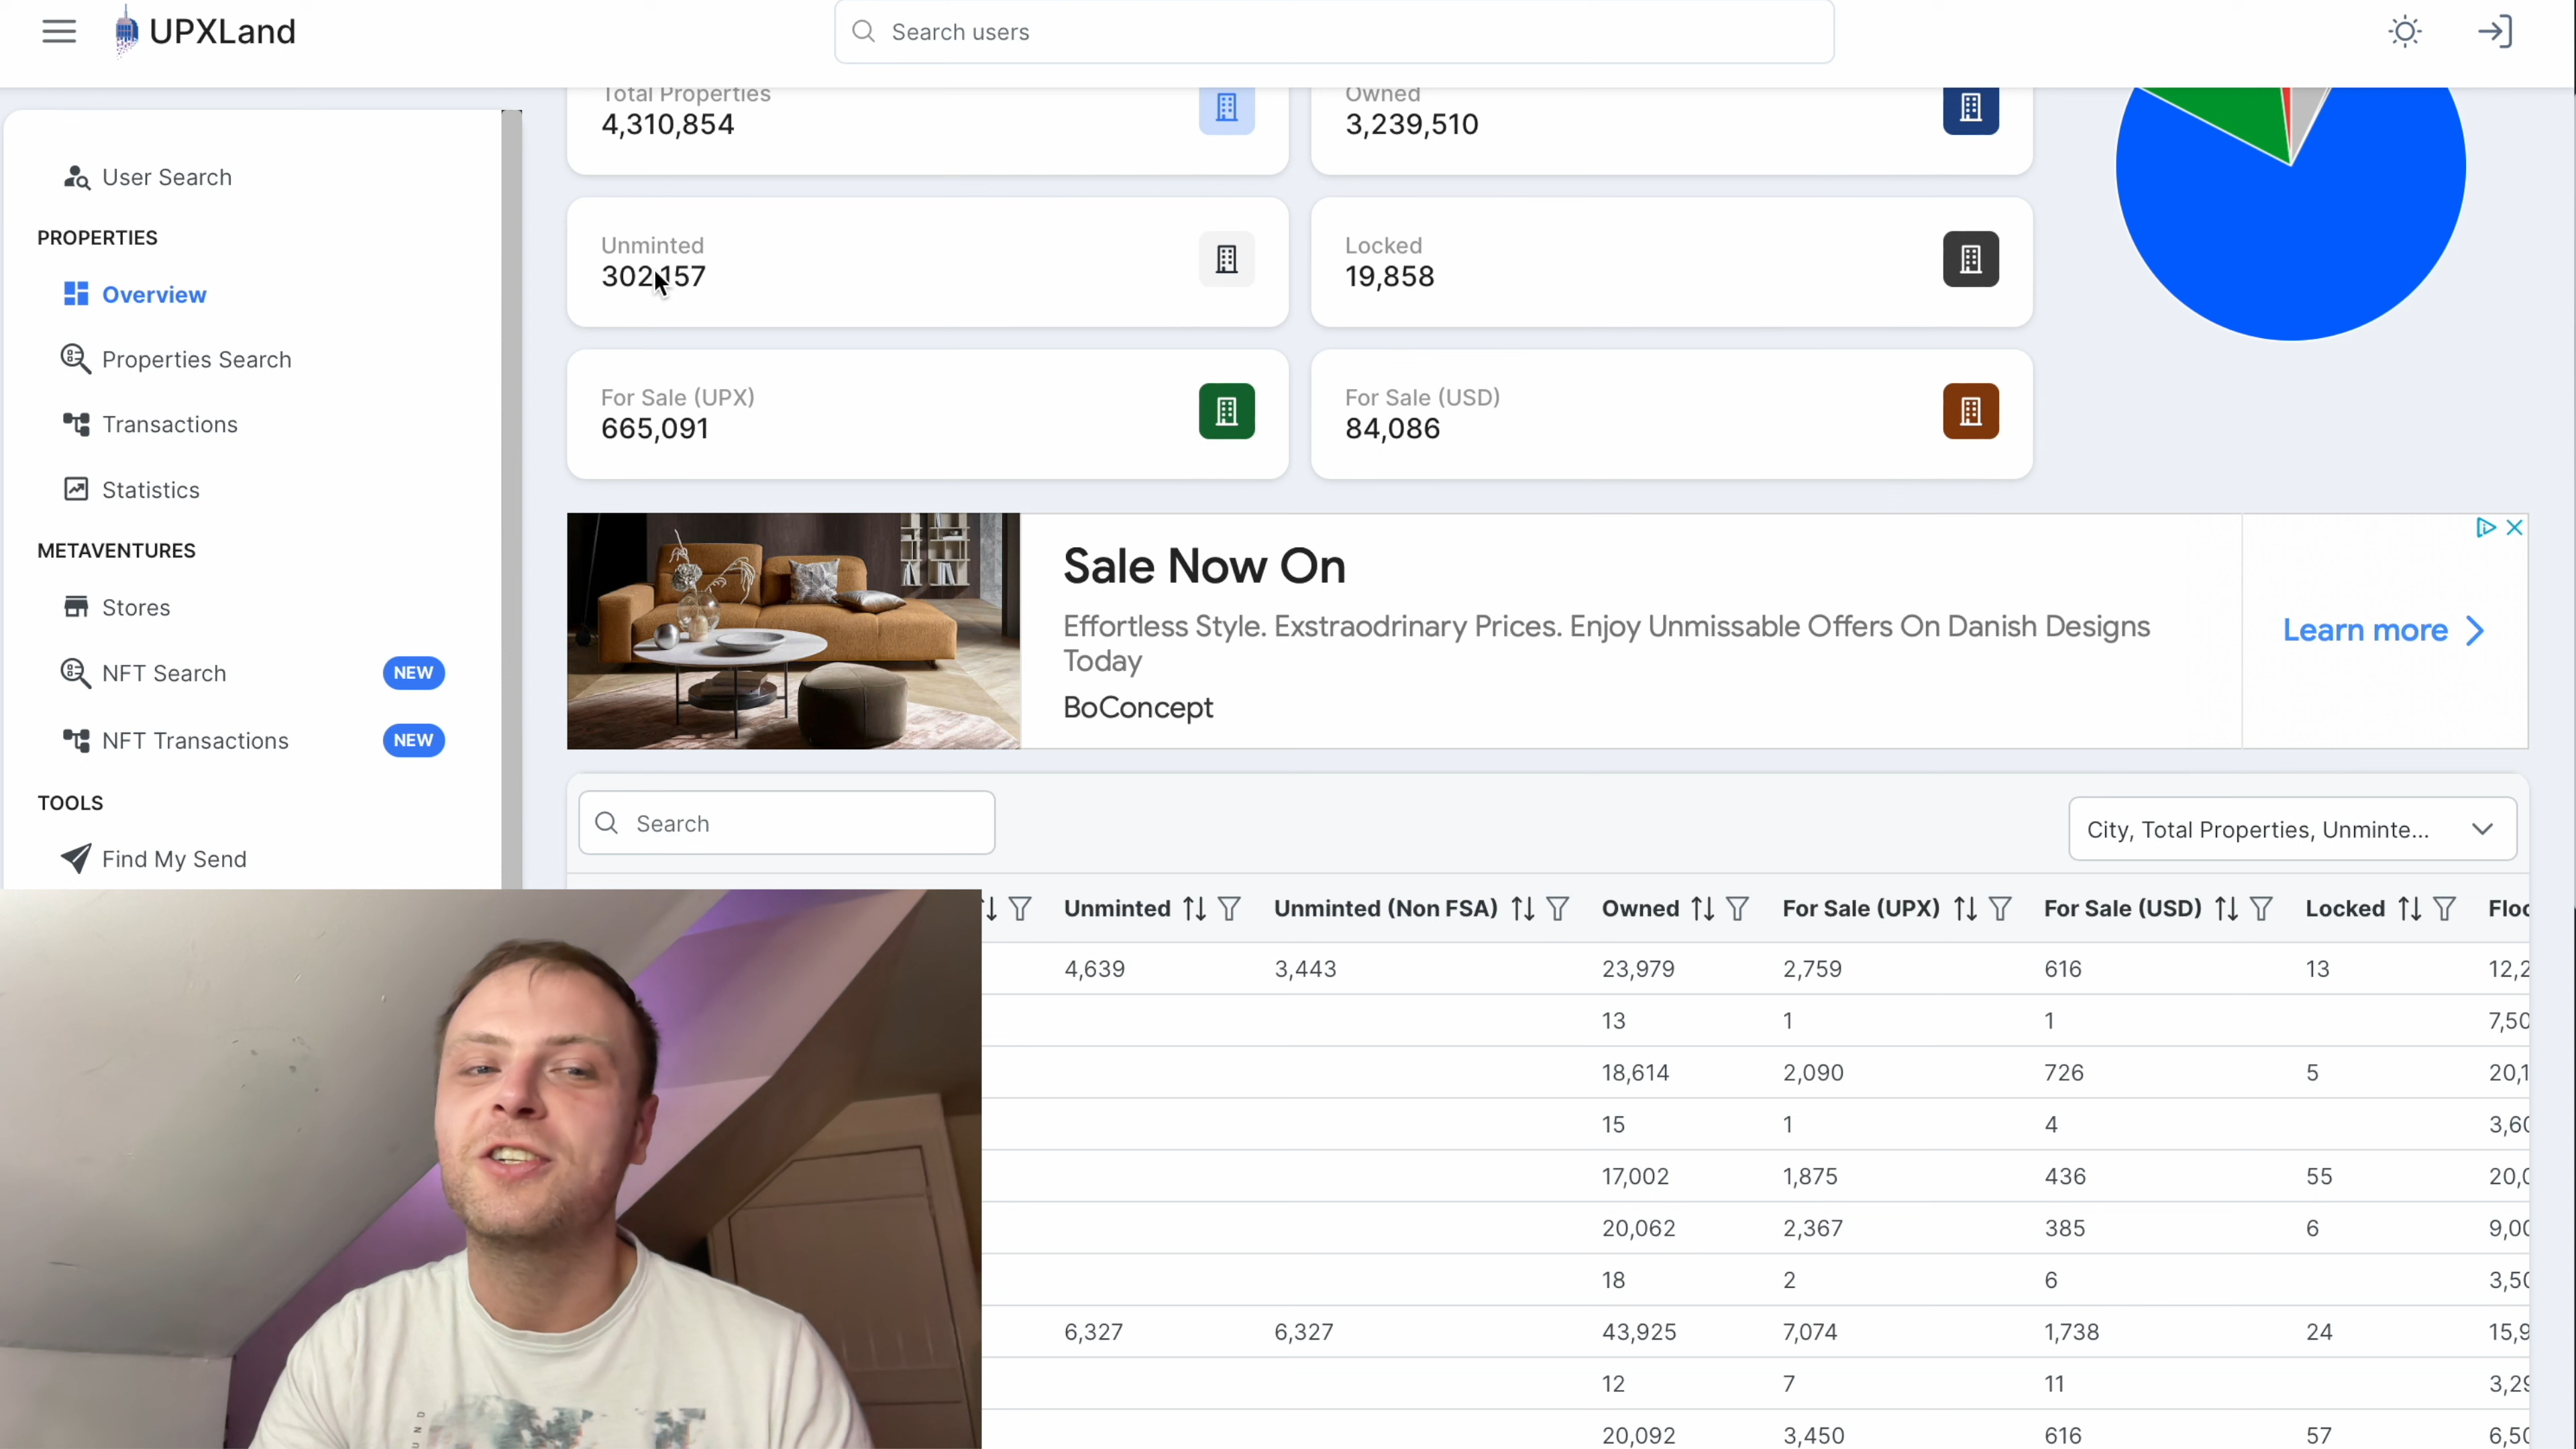 UPXLand
Search users
User Search
PROPERTIES
Overview
Properties Search
Transactions
Statistics
METAVENTURES
Stores
NFT Search NEW
NFT Transactions NEW
TOOLS
Find My Send
Total Properties
4,310,854
Owned
3,239,510
Unminted
302,157
Locked
19,858
For Sale (UPX)
665,091
For Sale (USD)
84,086
Sale Now On
Effortless Style. Exstraodrinary Prices. Enjoy Unmissable Offers On Danish Designs
Today
BoConcept
Learn more
Search
City, Total Properties, Unminte...
Unminted Unminted (Non FSA) Owned For Sale (UPX) For Sale (USD) Locked
4,639 3,443 23,979 2,759 616 13
13 1 1
18,614 2,090 726 5
15 1 4
17,002 1,875 436 55
20,062 2,367 385 6
18 2 6
6,327 6,327 43,925 7,074 1,738 24
12 7 11
20,092 3,450 616 57